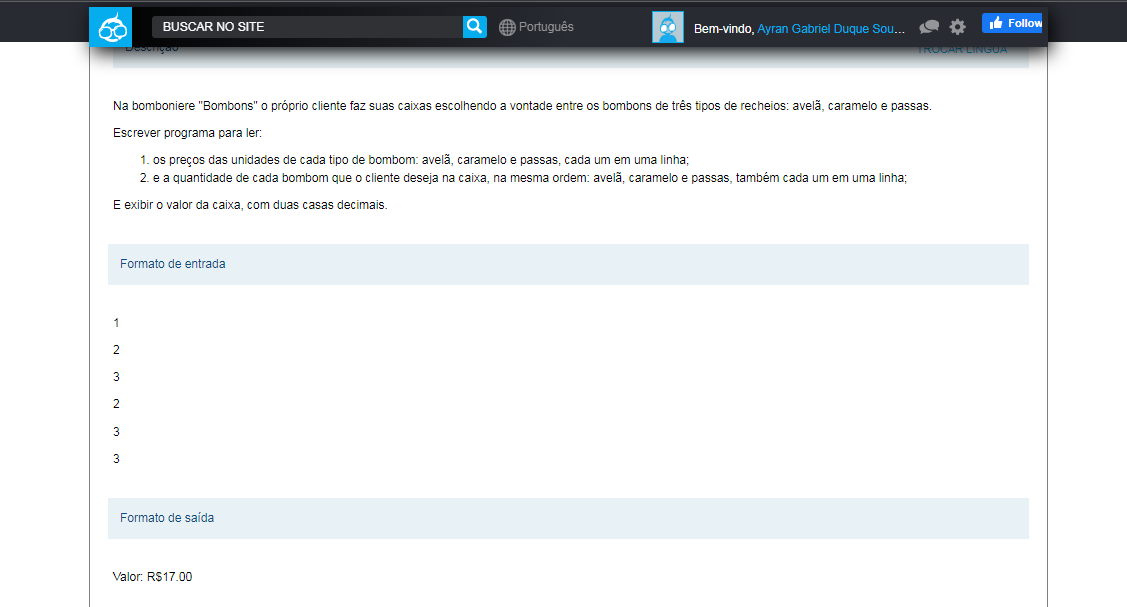 BUSCAR NO SITE
Português
Bem-vindo, Ayran Gabriel Duque Sou...
Follow
Descrição
TROCAR LÍNGUA
Na bomboniere "Bombons" o próprio cliente faz suas caixas escolhendo a vontade entre os bombons de três tipos de recheios: avelã, caramelo e passas.
Escrever programa para ler:
1. os preços das unidades de cada tipo de bombom: avelã, caramelo e passas, cada um em uma linha;
2. e a quantidade de cada bombom que o cliente deseja na caixa, na mesma ordem: avelã, caramelo e passas, também cada um em uma linha;
E exibir o valor da caixa, com duas casas decimais.
Formato de entrada
1
2
3
2
3
3
Formato de saída
Valor: R$17.00